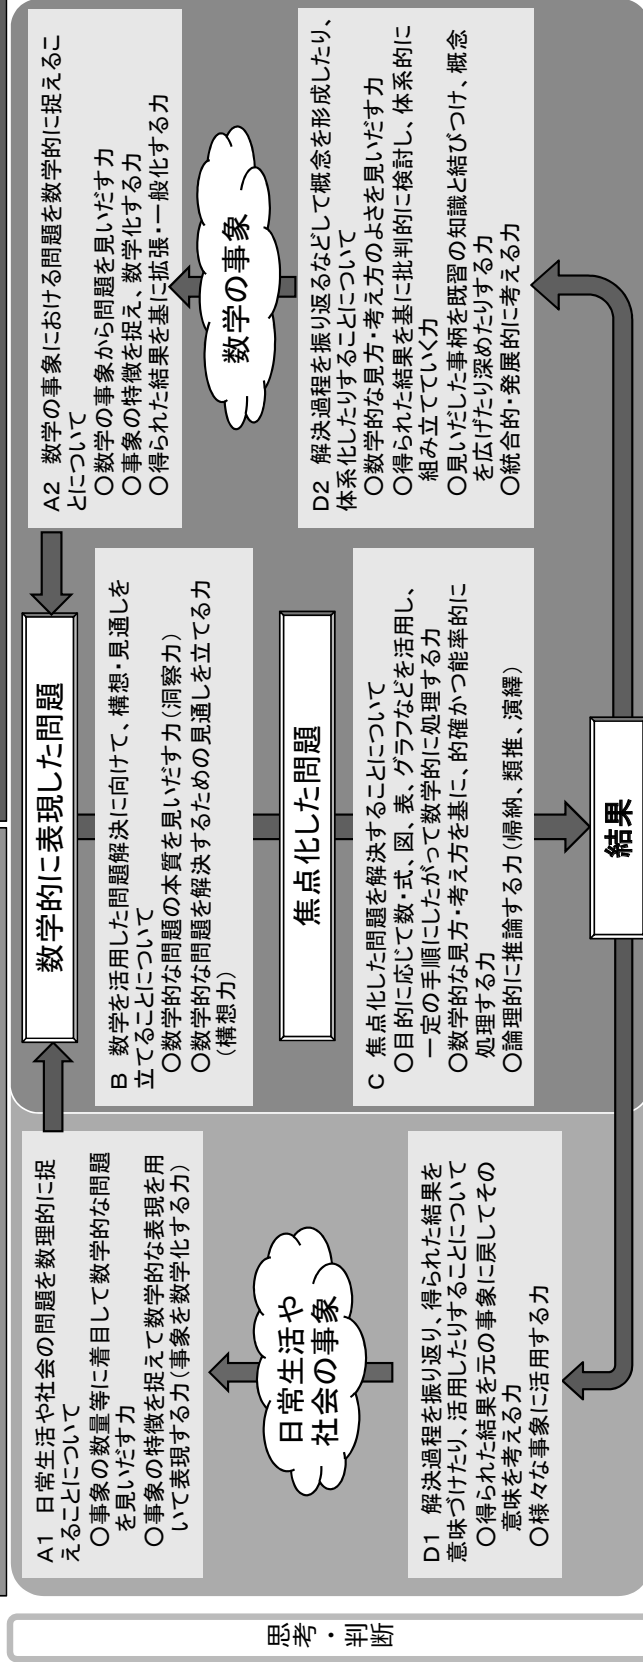 思考・判断
A1 日常生活や社会の問題を数理的に捉
えることについて
○事象の数量等に着目して数学的な問題
を見いだす力
○事象の特徴を捉えて数学的な表現を用
いて表現する力(事象を数学化する力)
日常生活や
社会の事象
D1 解決過程を振り返り、得られた結果を
意味づけたり、活用したりすることについて
○得られた結果を元の事象に戻してその
意味を考える力
○様々な事象に活用する力
数学的に表現した問題
B 数学を活用した問題解決に向けて、構想・見通しを
立てることについて
○数学的な問題の本質を見いだす力(洞察力)
○数学的な問題を解決するための見通しを立てる力
(構想力)
焦点化した問題
C 焦点化した問題を解決することについて
○目的に応じて数・式、図、表、グラフなどを活用し、
一定の手順にしたがって数学的に処理する力
○数学的な見方・考え方を基に、的確かつ能率的に
処理する力
○論理的に推論する力(帰納、類推、演繹)
結果
A2 数学の事象における問題を数学的に捉えるこ
とについて
○数学の事象から問題を見いだす力
○事象の特徴を捉え、数学化する力
○得られた結果を基に拡張・一般化する力
数学の事象
D2 解決過程を振り返るなどして概念を形成したり、
体系化したりすることについて
○数学的な見方・考え方のよさを見いだす力
○得られた結果を基に批判的に検討し、体系的に
組み立てていく力
○見いだした事柄を既習の知識と結びつけ、概念
を広げたり深めたりする力
○統合的・発展的に考える力